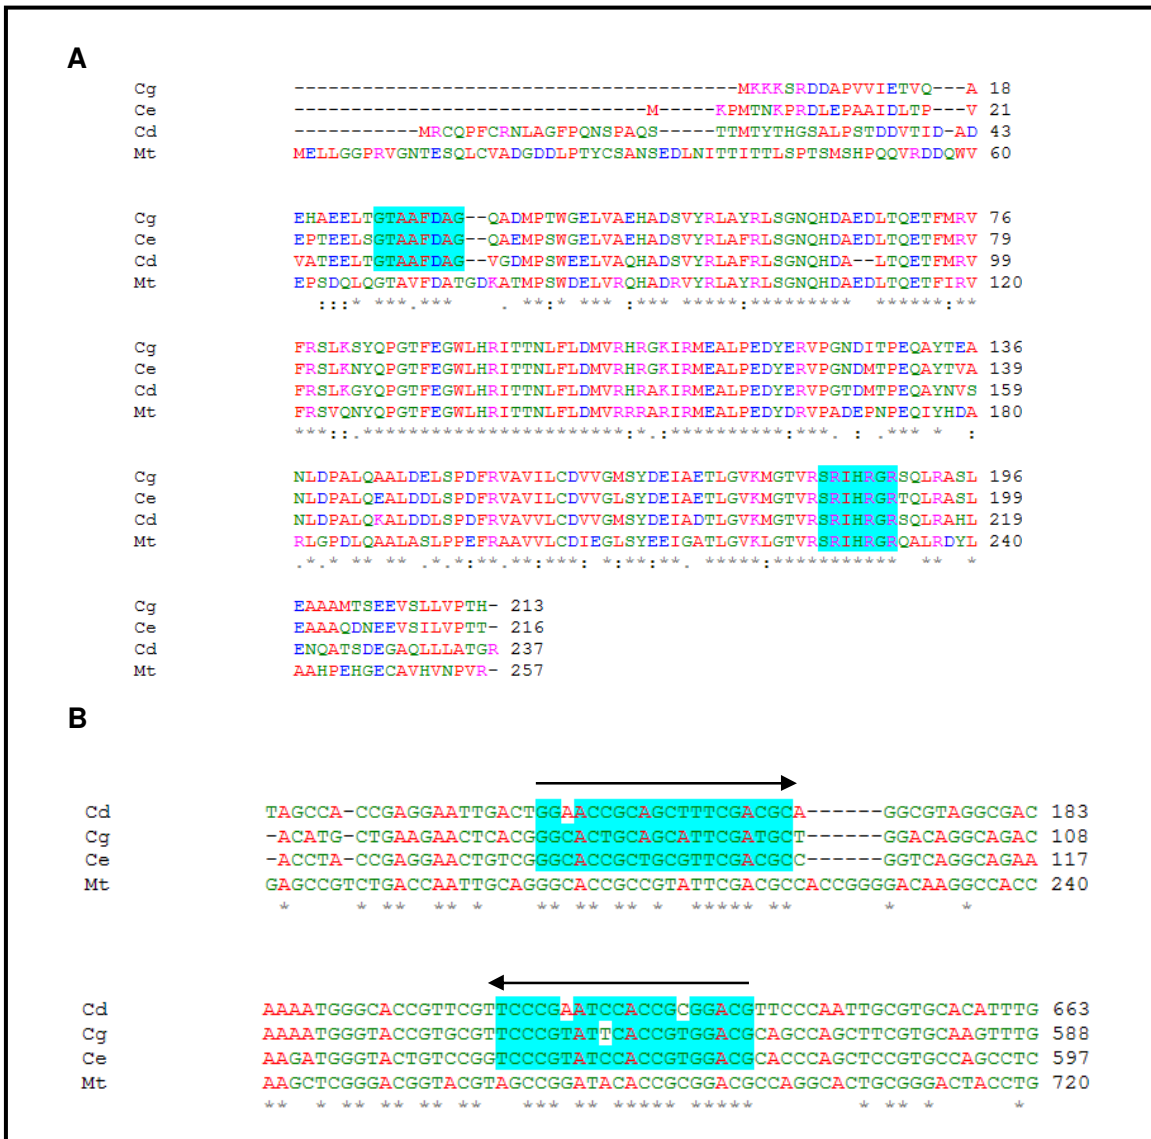 A
Cg ---------------------------------------MKKKSRDDAPVVIETVQ---A 18
Ce -------------------------------M-----KPMTNKPRDLEPAAIDLTP---V 21
Cd -----------MRCQPFCRNLAGFPQNSPAQS-----TTMTYTHGSALPSTDDVTID-AD 43
Mt MELLGGPRVGNTESQLCVADGDDLPTYCSANSEDLNITTITTLSPTSMSHPQQVRDDQWV 60
Cg EHAEELTGTAAFDAG--QADMPTWGELVAEHADSVYRLAYRLSGNQHDAEDLTQETFMRV 76
Ce EPTEELSGTAAFDAG--QAEMPSWGELVAEHADSVYRLAFRLSGNQHDAEDLTQETFMRV 79
Cd VATEELTGTAAFDAG--VGDMPSWEELVAQHADSVYRLAFRLSGNQHDA--LTQETFMRV 99
Mt EPSDQLQGTAVFDATGDKATMPSWDELVRQHADRVYRLAYRLSGNQHDAEDLTQETFIRV 120
:::* ***.***    . **:* *** :*** *****:*********  ******:**
Cg FRSLKSYQPGTFEGWLHRITTNLFLDMVRHRGKIRMEALPEDYERVPGNDITPEQAYTEA 136
Ce FRSLKNYQPGTFEGWLHRITTNLFLDMVRHRGKIRMEALPEDYERVPGNDMTPEQAYTVA 139
Cd FRSLKGYQPGTFEGWLHRITTNLFLDMVRHRAKIRMEALPEDYERVPGTDMTPEQAYNVS 159
Mt FRSVQNYQPGTFEGWLHRITTNLFLDMVRRRARIRMEALPEDYDRVPADEPNPEQIYHDA 180
***::.***********************:*.:**********:***. : .*** *  :
Cg NLDPALQAALDELSPDFRVAVILCDVVGMSYDEIAETLGVKMGTVRSRIHRGRSQLRASL 196
Ce NLDPALQEALDDLSPDFRVAVILCDVVGLSYDEIAETLGVKMGTVRSRIHRGRTQLRASL 199
Cd NLDPALQKALDDLSPDFRVAVVLCDVVGMSYDEIADTLGVKMGTVRSRIHRGRSQLRAHL 219
Mt RLGPDLQAALASLPPEFRAAVVLCDIEGLSYEEIGATLGVKLGTVRSRIHRGRQALRDYL 240
.*.* ** ** .*.*:**.**:***: *:**:**. *****:***********  **  *
Cg EAAAMTSEEVSLLVPTH- 213
Ce EAAAQDNEEVSILVPTT- 216
Cd ENQATSDEGAQLLLATGR 237
Mt AAHPEHGECAVHVNPVR- 257
B
Cd TAGCCA-CCGAGGAATTGACTGGAACCGCAGCTTTCGACGCA------GGCGTAGGCGAC 183
Cg -ACATG-CTGAAGAACTCACGGGCACTGCAGCATTCGATGCT------GGACAGGCAGAC 108
Ce -ACCTA-CCGAGGAACTGTCGGGCACCGCTGCGTTCGACGCC------GGTCAGGCAGAA 117
Mt GAGCCGTCTGACCAATTGCAGGGCACCGCCGTATTCGACGCCACCGGGGACAAGGCCACC 240
*     * **  ** *    ** ** ** *  ***** **       *     *
Cd AAAATGGGCACCGTTCGTTCCCGAATCCACCGCGGACGTTCCCAATTGCGTGCACATTTG 663
Cg AAAATGGGTACCGTGCGTTCCCGTATTCACCGTGGACGCAGCCAGCTTCGTGCAAGTTTG 588
Ce AAGATGGGTACTGTCCGGTCCCGTATCCACCGTGGACGCACCCAGCTCCGTGCCAGCCTC 597
Mt AAGCTCGGGACGGTACGTAGCCGGATACACCGCGGACGCCAGGCACTGCGGGACTACCTG 720
**  * ** ** ** **   *** ** ***** *****        * ** *      *